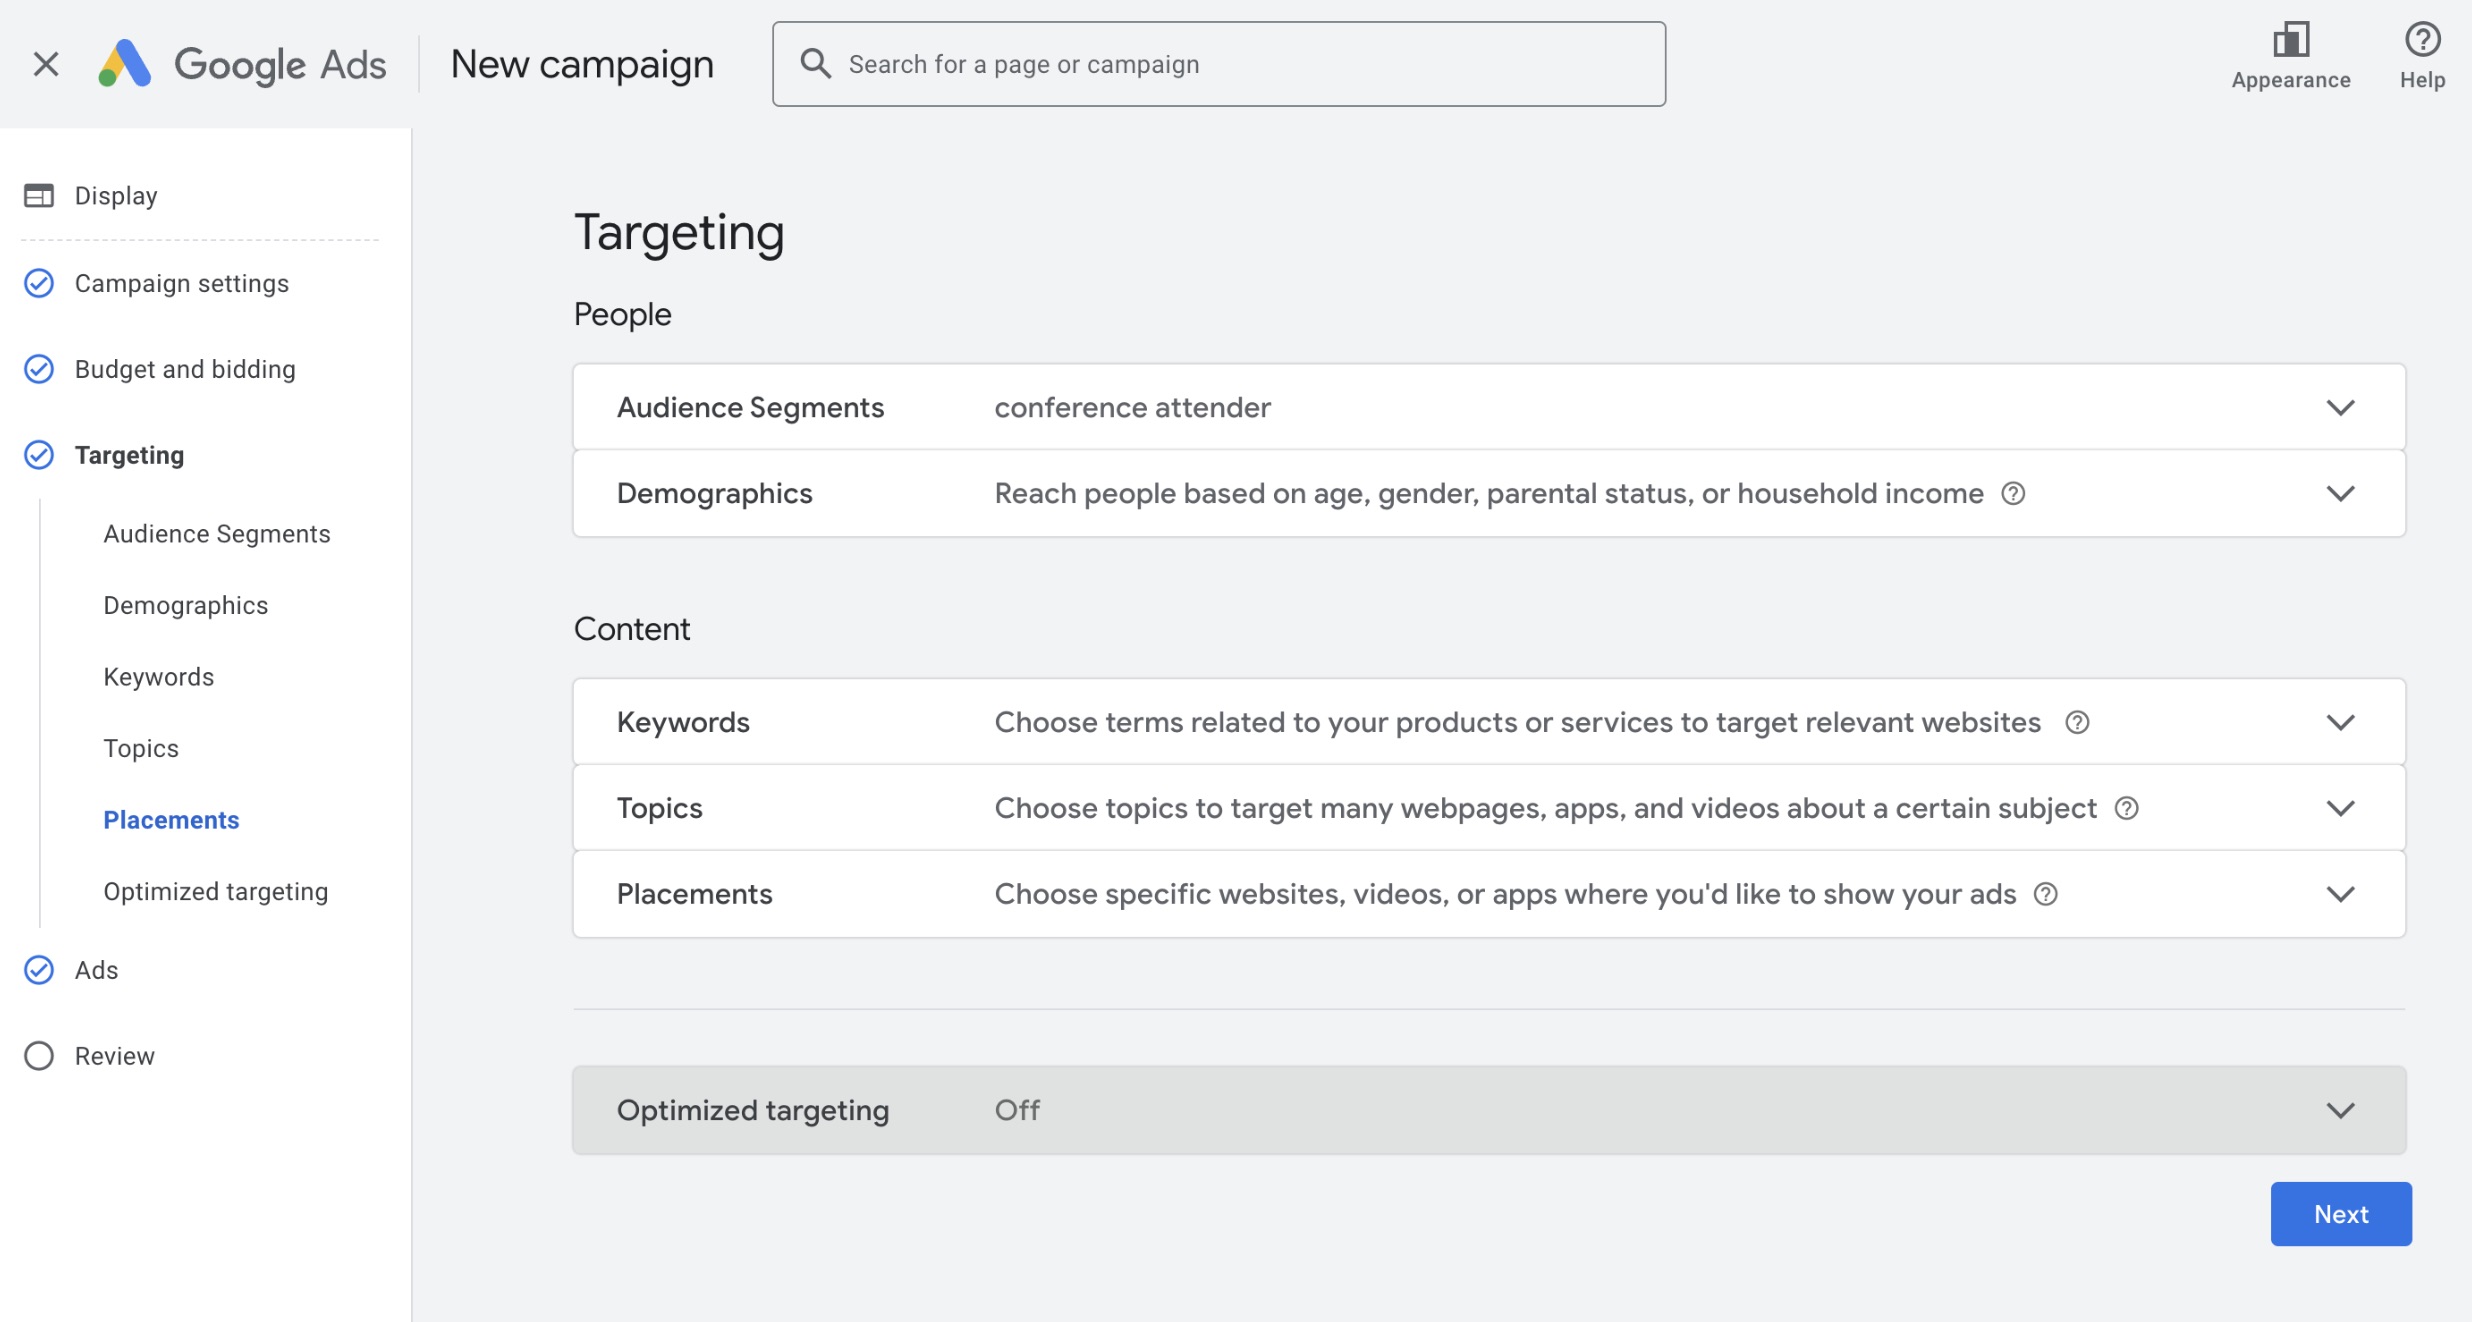 Google Ads
New campaign
Search for a page or campaign
Appearance
Help
Display
Campaign settings
Budget and bidding
Targeting
Audience Segments
Demographics
Keywords
Topics
Placements
Optimized targeting
Ads
Review
Targeting
People
Audience Segments conference attender
Demographics Reach people based on age, gender, parental status, or household income
Content
Keywords Choose terms related to your products or services to target relevant websites
Topics Choose topics to target many webpages, apps, and videos about a certain subject
Placements Choose specific websites, videos, or apps where you'd like to show your ads
Optimized targeting Off
Next